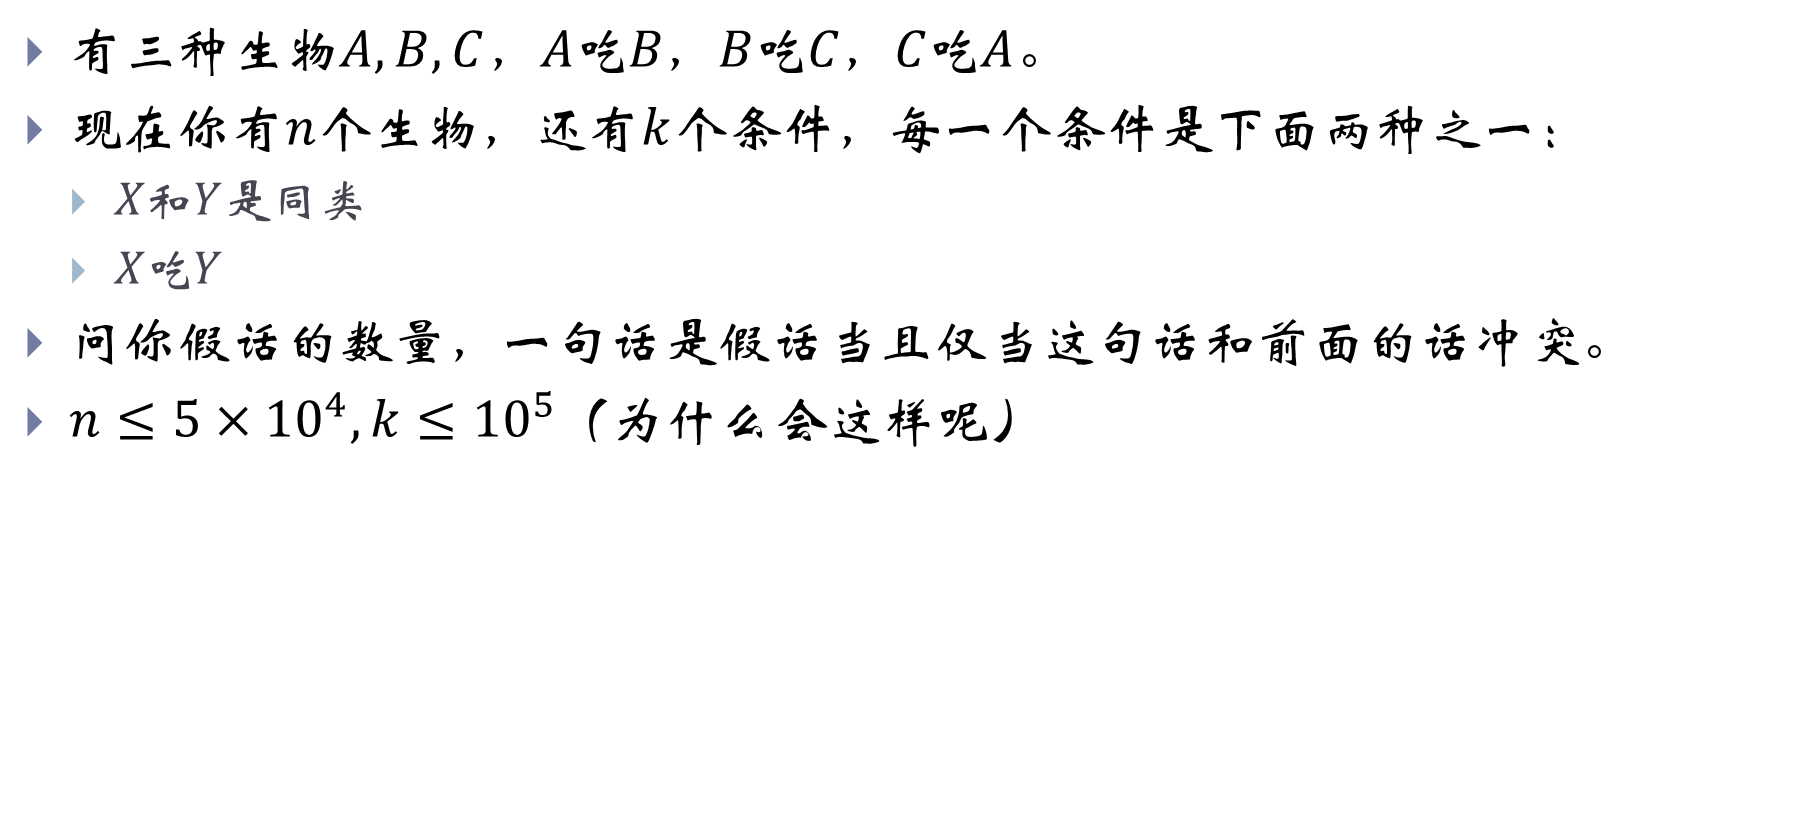 有三种生物A,B,C，A吃B，B吃C，C吃A。
现在你有n个生物，还有k个条件，每一个条件是下面两种之一：
X和Y是同类
X吃Y
问你假话的数量，一句话是假话当且仅当这句话和前面的话冲突。
n ≤ 5 × 10⁴, k ≤ 10⁵（为什么会这样呢）